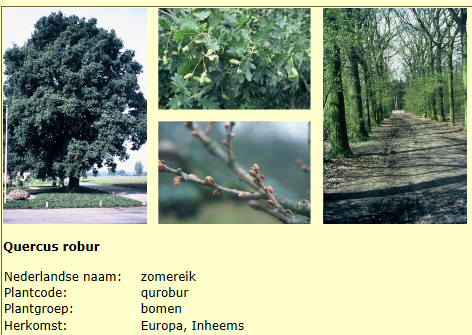 Quercus robur
Nederlandse naam: zomereik
Plantcode: qurobur
Plantgroep: bomen
Herkomst: Europa, Inheems